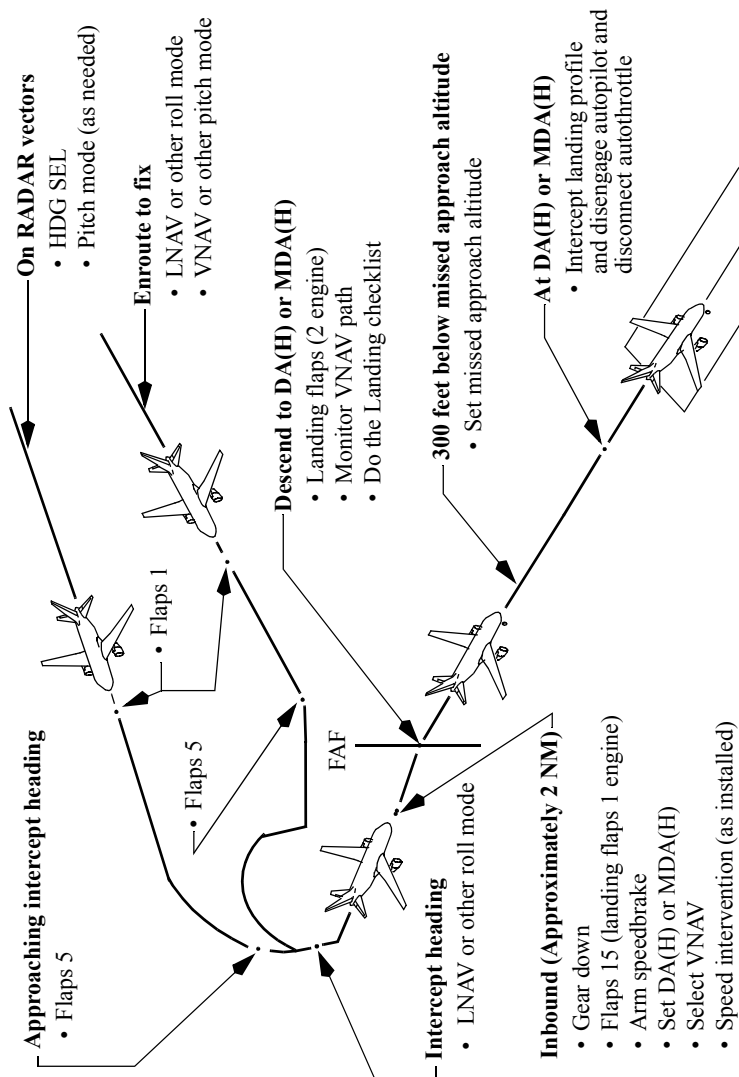 Approaching intercept heading
• Flaps 5
On RADAR vectors
• HDG SEL
• Pitch mode (as needed)
• Flaps 1
Enroute to fix
• LNAV or other roll mode
• VNAV or other pitch mode
• Flaps 5
FAF
Descend to DA(H) or MDA(H)
• Landing flaps (2 engine)
• Monitor VNAV path
• Do the Landing checklist
Intercept heading
• LNAV or other roll mode
300 feet below missed approach altitude
• Set missed approach altitude
Inbound (Approximately 2 NM)
• Gear down
• Flaps 15 (landing flaps 1 engine)
• Arm speedbrake
• Set DA(H) or MDA(H)
• Select VNAV
• Speed intervention (as installed)
At DA(H) or MDA(H)
• Intercept landing profile
and disengage autopilot and
disconnect autothrottle